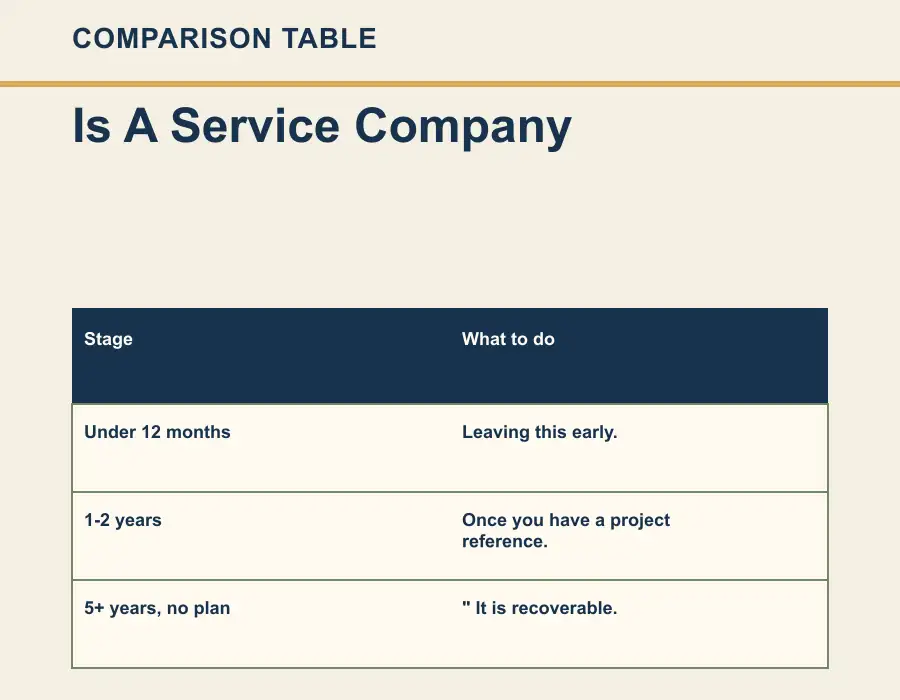 COMPARISON TABLE
Is A Service Company
Stage
What to do
Under 12 months
Leaving this early.
1-2 years
Once you have a project
reference.
5+ years, no plan
" It is recoverable.